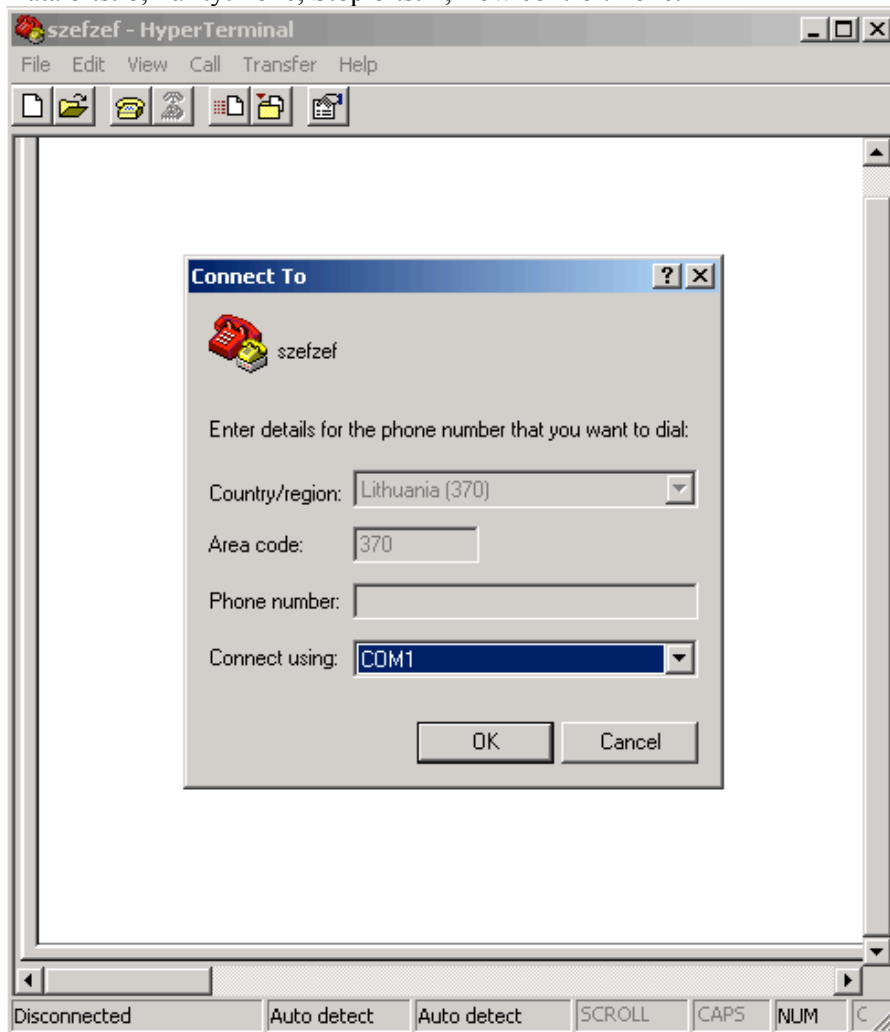 szefzef - HyperTerminal
File Edit View Call Transfer Help
Connect To
szefzef
Enter details for the phone number that you want to dial:
Country/region: Lithuania (370)
Area code: 370
Phone number:
Connect using: COM1
OK Cancel
Disconnected Auto detect Auto detect SCROLL CAPS NUM